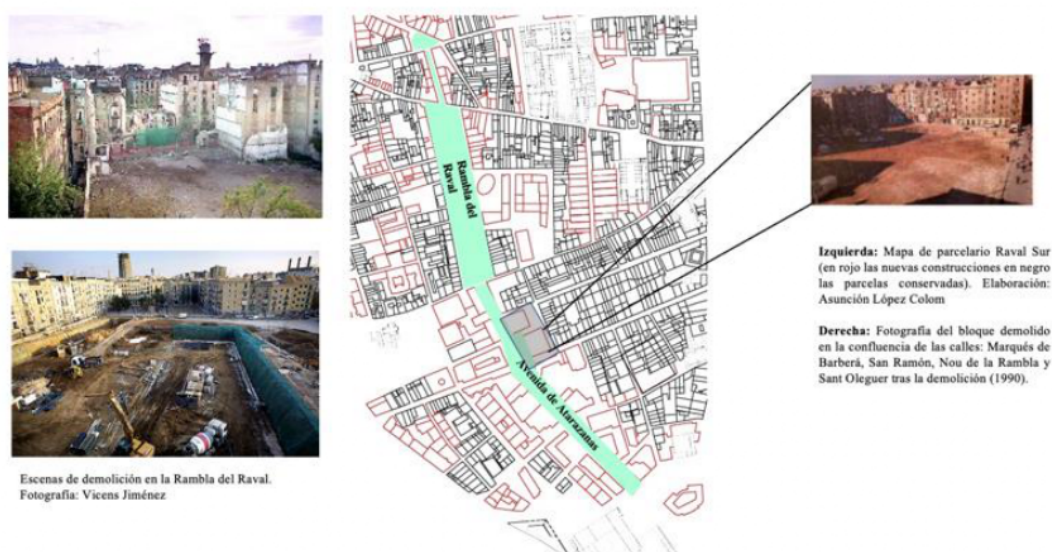 Rambla del
Raval
Avenida de Atarazanas
Izquierda: Mapa de parcelario Raval Sur
(en rojo las nuevas construcciones en negro
las parcelas conservadas). Elaboración:
Asunción López Colom
Derecha: Fotografía del bloque demolido
en la confluencia de las calles: Marqués de
Barberá, San Ramón, Nou de la Rambla y
Sant Oleguer tras la demolición (1990).
Escenas de demolición en la Rambla del Raval.
Fotografía: Vicens Jiménez